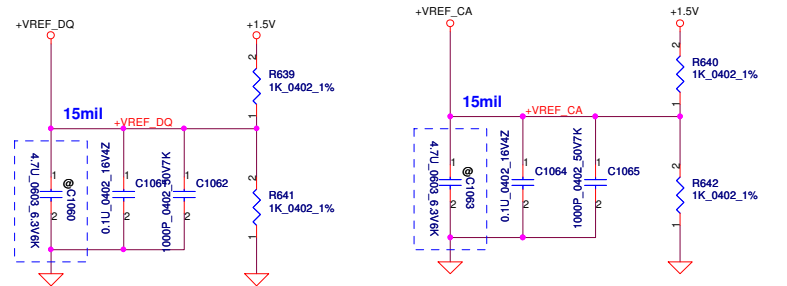 +VREF_DQ
+1.5V
2
R639
1K_0402_1%
1
15mil
+VREF_DQ
4.7U_0603_6.3V6K
1
@
C1060
2
0.1U_0402_16V4Z
1
C1061
2
1000P_0402_50V7K
1
C1062
2
2
R641
1K_0402_1%
1
+VREF_CA
+1.5V
2
R640
1K_0402_1%
1
15mil
+VREF_CA
4.7U_0603_6.3V6K
1
@
C1063
2
0.1U_0402_16V4Z
1
C1064
2
1000P_0402_50V7K
1
C1065
2
2
R642
1K_0402_1%
1